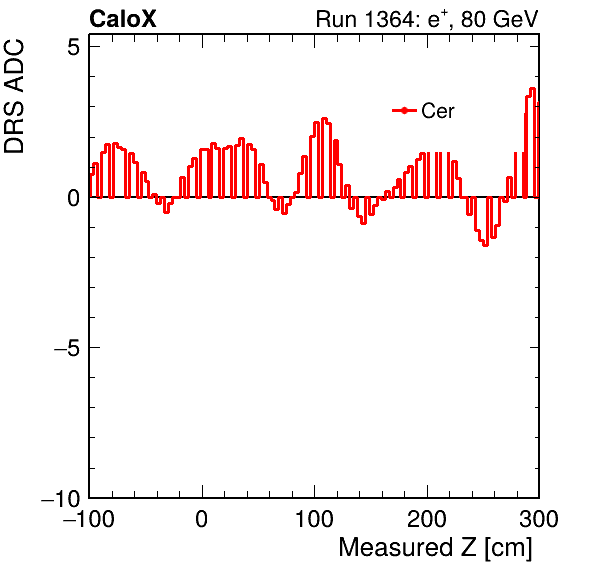 CaloX
Run 1364: e+, 80 GeV
DRS ADC
5
Cer
0
−5
−10
−100 0 100 200 300
Measured Z [cm]